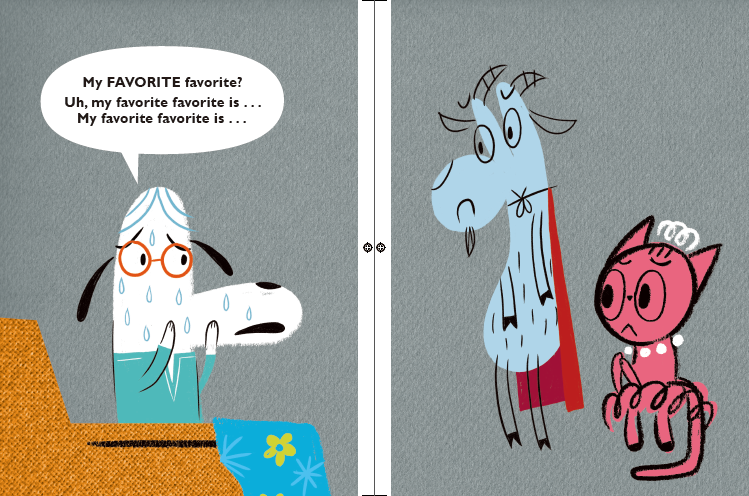 My FAVORITE favorite?
Uh, my favorite favorite is . . .
My favorite favorite is . . .